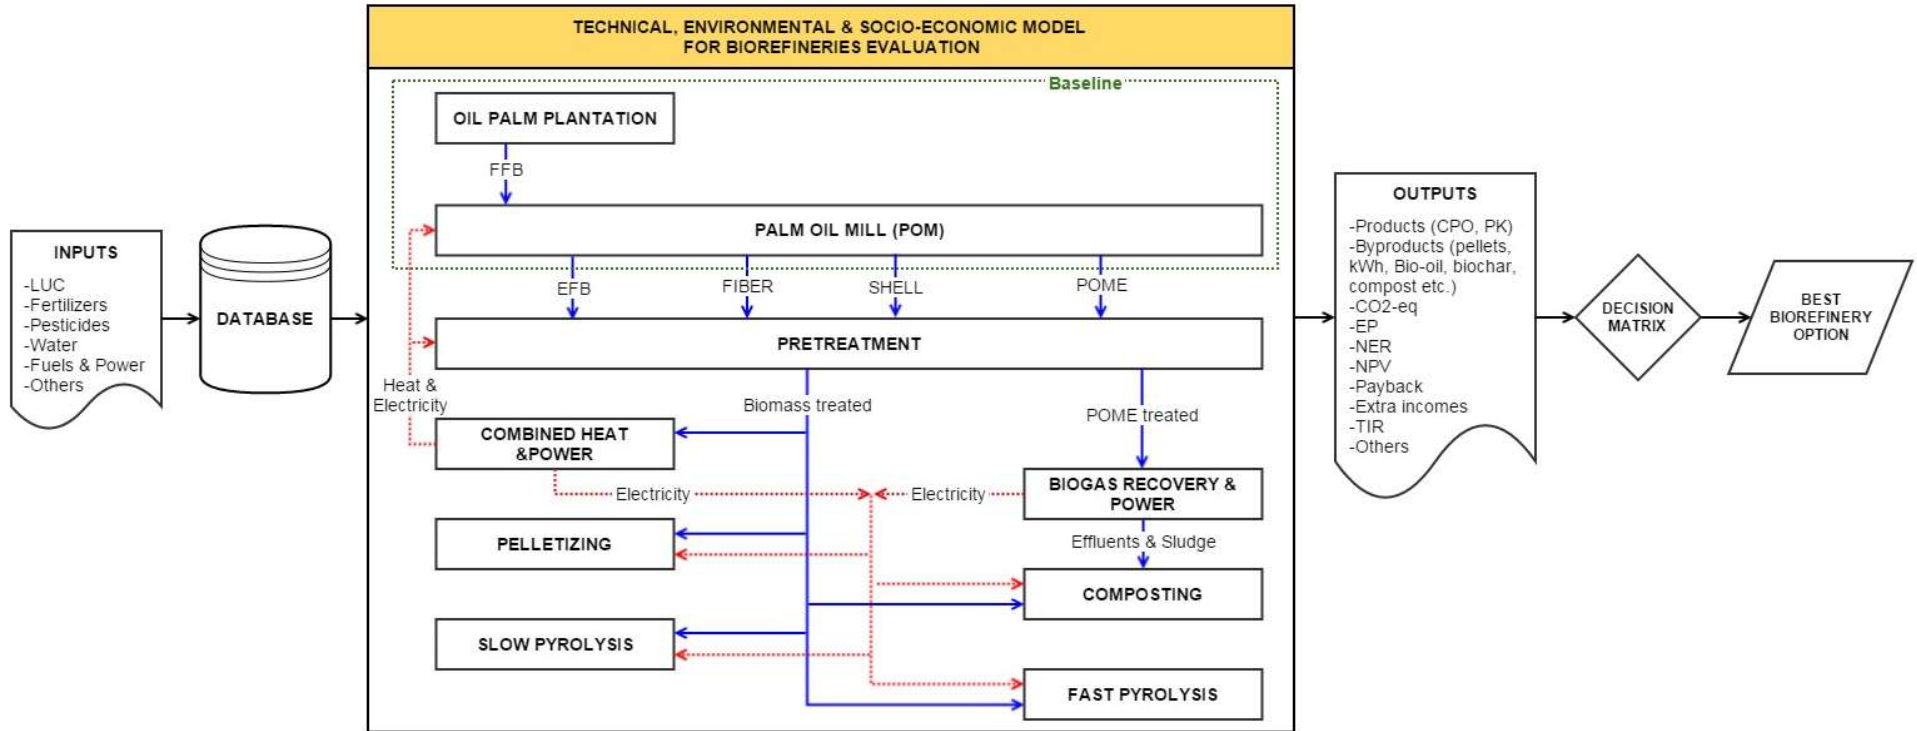 TECHNICAL, ENVIRONMENTAL & SOCIO-ECONOMIC MODEL
FOR BIOREFINERIES EVALUATION
Baseline
OIL PALM PLANTATION
FFB
PALM OIL MILL (POM)
EFB
FIBER
SHELL
POME
PRETREATMENT
Heat &
Electricity
Biomass treated
POME treated
COMBINED HEAT
&POWER
Electricity
Electricity
BIOGAS RECOVERY &
POWER
PELLETIZING
Effluents & Sludge
COMPOSTING
SLOW PYROLYSIS
FAST PYROLYSIS
INPUTS
-LUC
-Fertilizers
-Pesticides
-Water
-Fuels & Power
-Others
DATABASE
OUTPUTS
-Products (CPO, PK)
-Byproducts (pellets,
kWh, Bio-oil, biochar,
compost etc.)
-CO2-eq
-EP
-NER
-NPV
-Payback
-Extra incomes
-TIR
-Others
DECISION
MATRIX
BEST
BIOREFINERY
OPTION